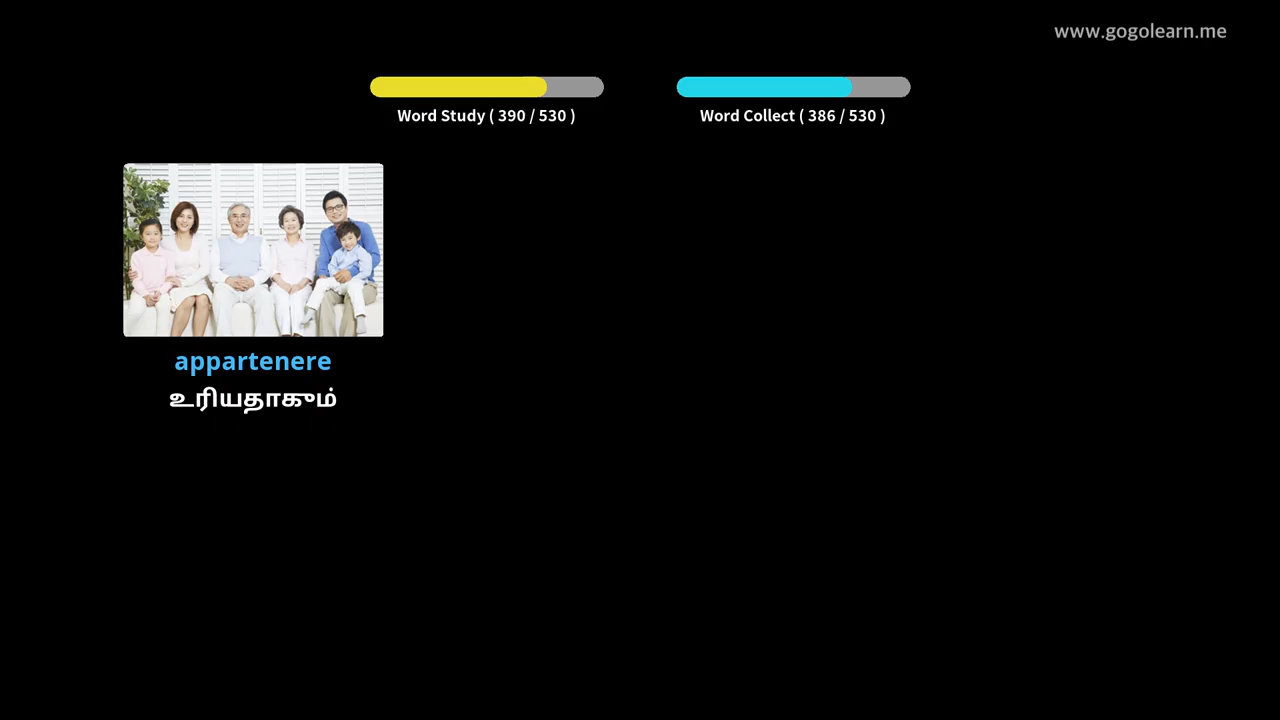 www.gogolearn.me
Word Study ( 390 / 530 )
Word Collect ( 386 / 530 )
appartenere
உரியதாகும்